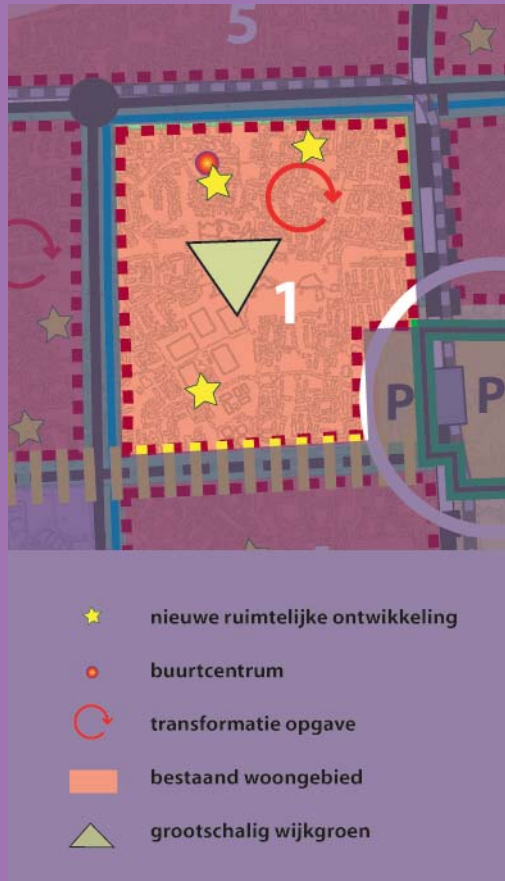 5
1
P
P
nieuwe ruimtelijke ontwikkeling
buurtcentrum
transformatie opgave
bestaand woongebied
grootschalig wijkgroen